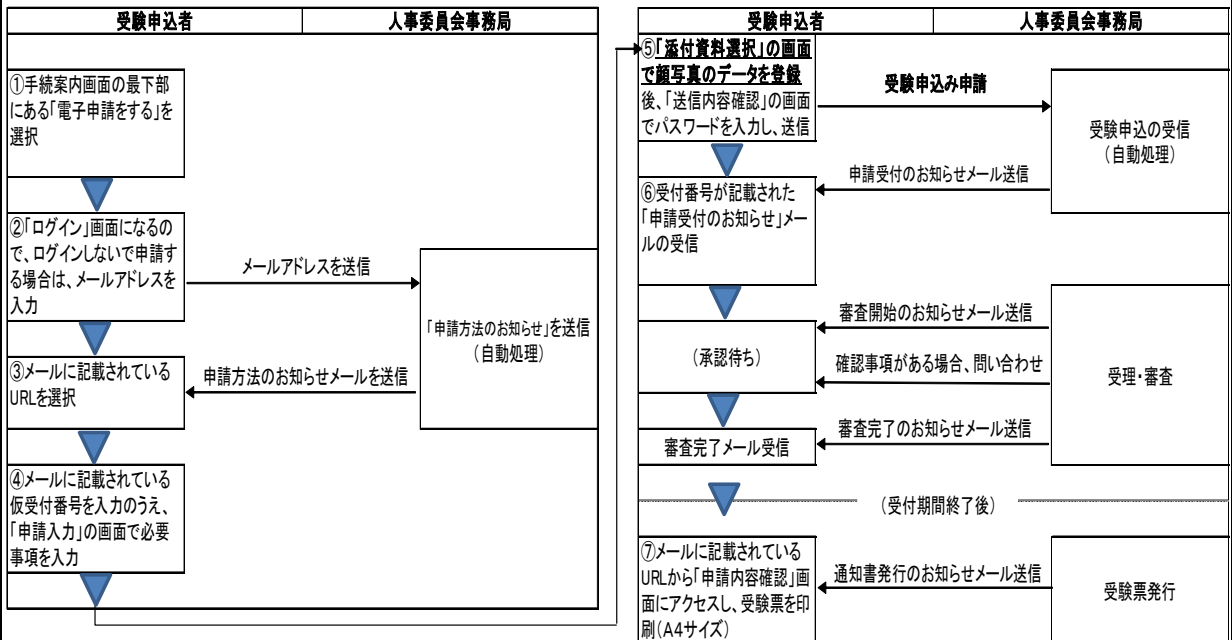 受験申込者
人事委員会事務局
①手続案内画面の最下部
にある「電子申請をする」を
選択
②「ログイン」画面になるの
で、ログインしないで申請す
る場合は、メールアドレスを
入力
メールアドレスを送信
「申請方法のお知らせ」を送信
（自動処理）
③メールに記載されている
URLを選択
申請方法のお知らせメールを送信
④メールに記載されている
仮受付番号を入力のうえ、
「申請入力」の画面で必要
事項を入力
受験申込者
人事委員会事務局
⑤「添付資料選択」の画面
で顔写真のデータを登録
後、「送信内容確認」の画面
でパスワードを入力し、送信
受験申込み申請
受験申込の受信
（自動処理）
申請受付のお知らせメール送信
⑥受付番号が記載された
「申請受付のお知らせ」メー
ルの受信
審査開始のお知らせメール送信
（承認待ち）
確認事項がある場合、問い合わせ
受理・審査
審査完了のお知らせメール送信
審査完了メール受信
（受付期間終了後）
⑦メールに記載されている
URLから「申請内容確認」画
面にアクセスし、受験票を印
刷（A4サイズ）
通知書発行のお知らせメール送信
受験票発行